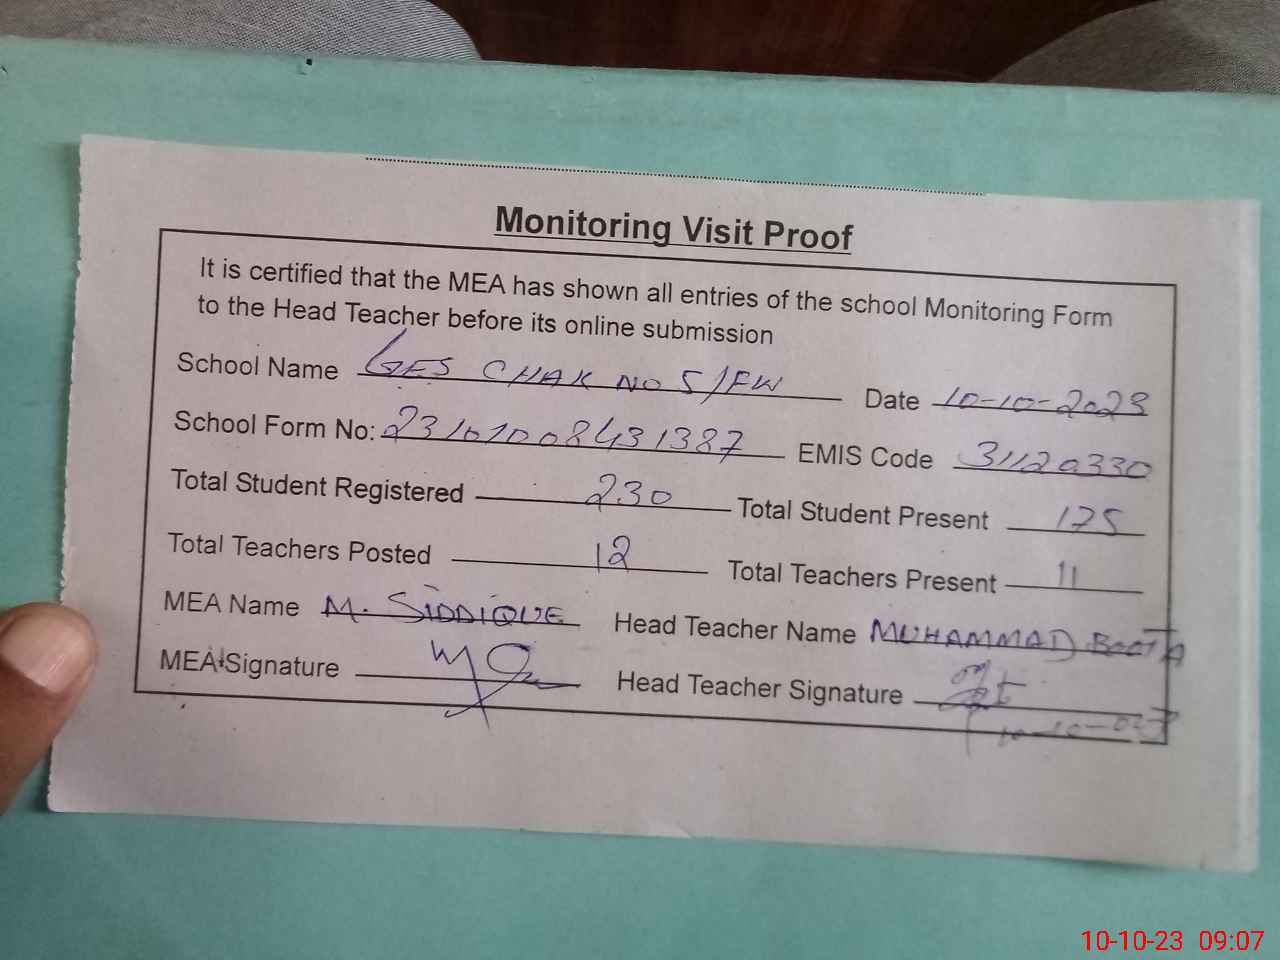 Monitoring Visit Proof
It is certified that the MEA has shown all entries of the school Monitoring Form
to the Head Teacher before its online submission
School Name GES CHAK NO 5/FW Date 10-10-2023
School Form No: 23101008431387 EMIS Code 31120330
Total Student Registered 230 Total Student Present 175
Total Teachers Posted 12 Total Teachers Present 11
MEA Name M. SIDDIQUE Head Teacher Name MUHAMMAD BOOTA
MEA Signature Head Teacher Signature
10-10-023
10-10-23 09:07